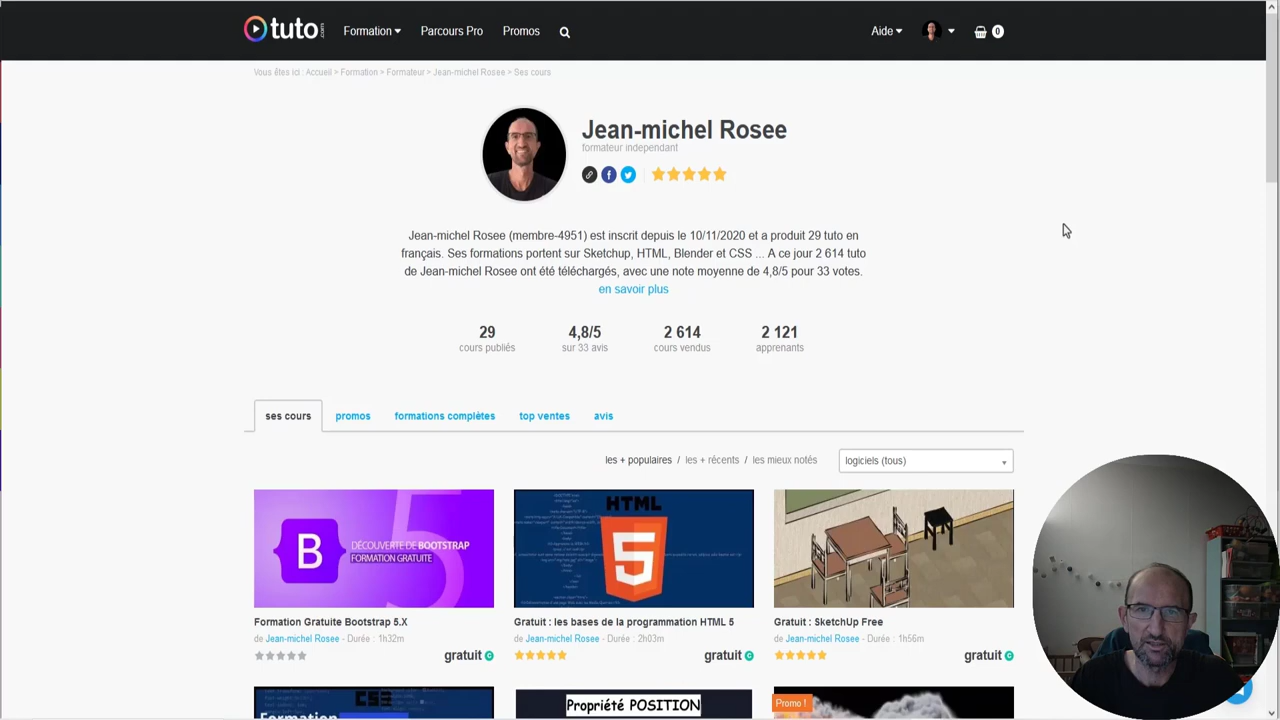 tuto.com
Formation
Parcours Pro
Promos
Aide
0
Vous êtes ici : Accueil > Formation > Formateur > Jean-michel Rosee > Ses cours
Jean-michel Rosee
formateur independant
Jean-michel Rosee (membre-4951) est inscrit depuis le 10/11/2020 et a produit 29 tuto en
français. Ses formations portent sur Sketchup, HTML, Blender et CSS ... A ce jour 2 614 tuto
de Jean-michel Rosee ont été téléchargés, avec une note moyenne de 4,8/5 pour 33 votes.
en savoir plus
29 4,8/5 2 614 2 121
cours publiés sur 33 avis cours vendus apprenants
ses cours promos formations complètes top ventes avis
les + populaires / les + récents / les mieux notés logiciels (tous)
B
5
DÉCOUVERTE DE BOOTSTRAP
FORMATION GRATUITE
HTML
5
Formation Gratuite Bootstrap 5.X
de Jean-michel Rosee - Durée : 1h32m
gratuit
Gratuit : les bases de la programmation HTML 5
de Jean-michel Rosee - Durée : 2h03m
gratuit
Gratuit : SketchUp Free
de Jean-michel Rosee - Durée : 1h56m
gratuit
CSS3
Formation
Propriété POSITION
Promo !